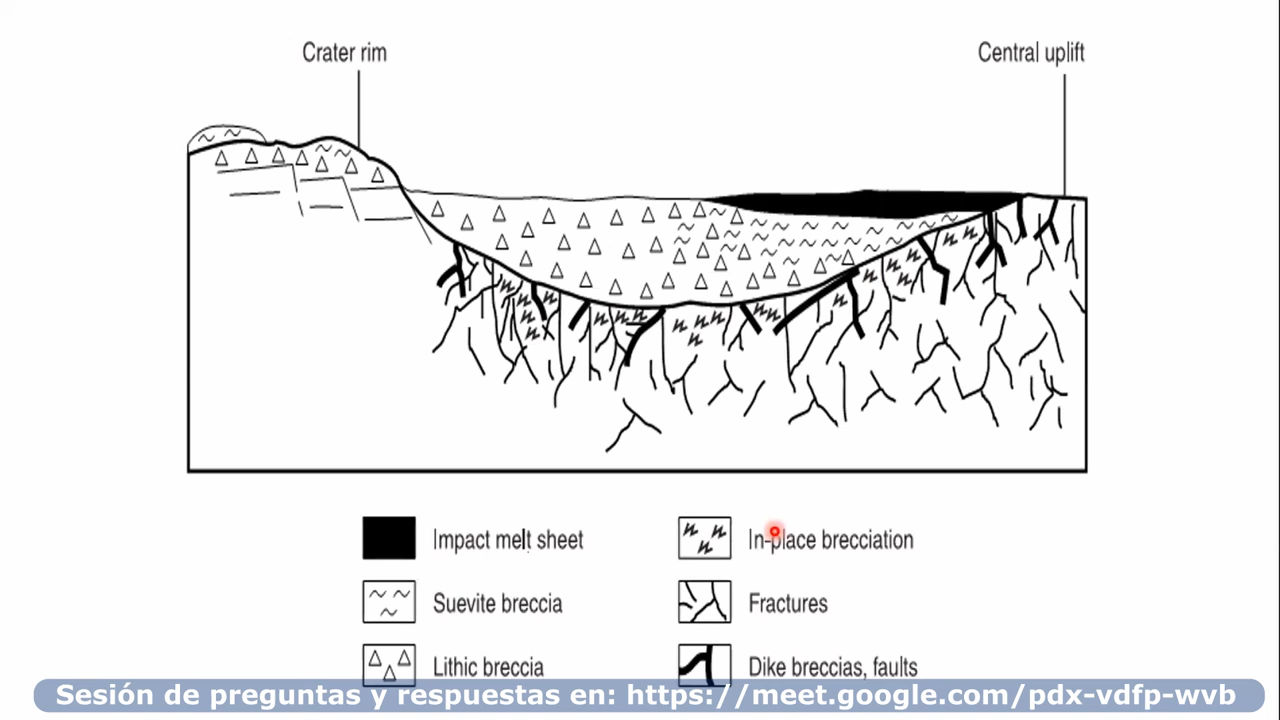 Crater rim
Central uplift
Impact melt sheet
In-place brecciation
Suevite breccia
Fractures
Lithic breccia
Dike breccias, faults
Sesión de preguntas y respuestas en: https://meet.google.com/pdx-vdfp-wvb